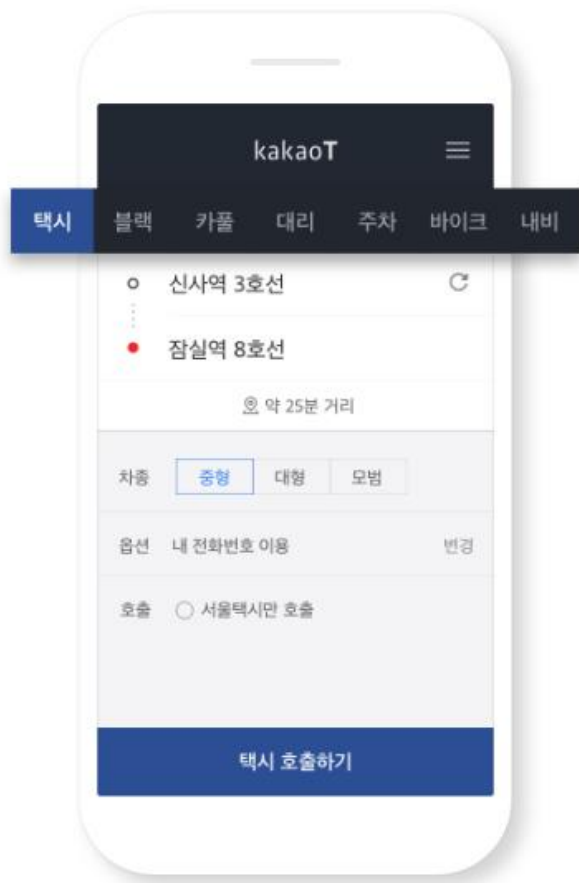 kakaoT
택시 블랙 카풀 대리 주차 바이크 내비
신사역 3호선
잠실역 8호선
약 25분 거리
차종 중형 대형 모범
옵션 내 전화번호 이용 변경
호출 서울택시만 호출
택시 호출하기